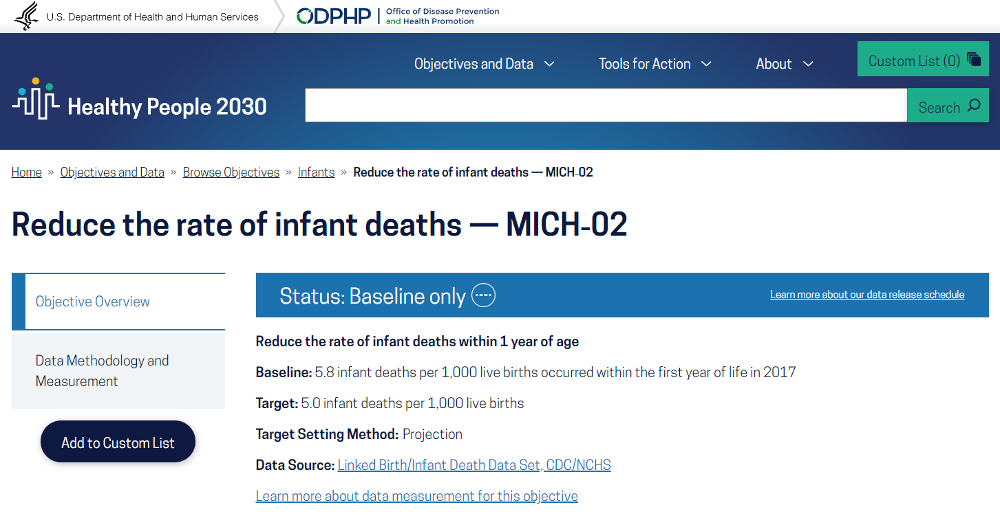 U.S. Department of Health and Human Services
ODPHP
Office of Disease Prevention
and Health Promotion
Objectives and Data
Tools for Action
About
Custom List (0)
Healthy People 2030
Search
Home » Objectives and Data » Browse Objectives » Infants » Reduce the rate of infant deaths — MICH-02
Reduce the rate of infant deaths — MICH-02
Objective Overview
Data Methodology and
Measurement
Add to Custom List
Status: Baseline only
Learn more about our data release schedule
Reduce the rate of infant deaths within 1 year of age
Baseline: 5.8 infant deaths per 1,000 live births occurred within the first year of life in 2017
Target: 5.0 infant deaths per 1,000 live births
Target Setting Method: Projection
Data Source: Linked Birth/Infant Death Data Set, CDC/NCHS
Learn more about data measurement for this objective